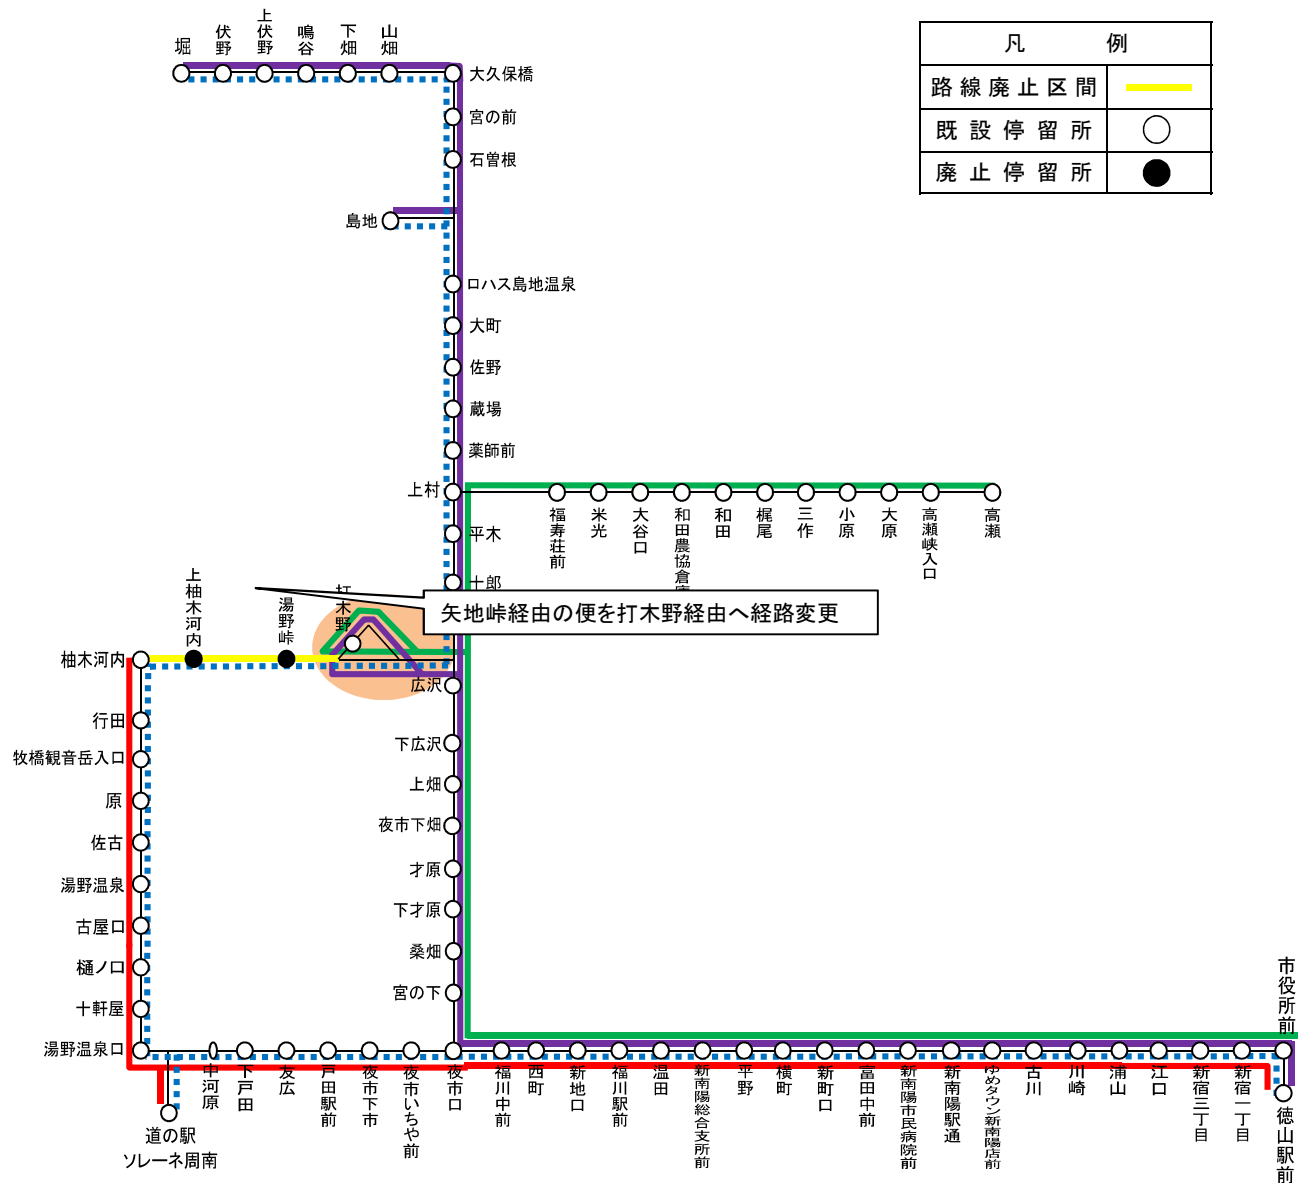 凡例
路線廃止区間
既設停留所
廃止停留所
堀
伏野
上伏野
鳴谷
下畑
山畑
大久保橋
宮の前
石曽根
島地
ロハス島地温泉
大町
佐野
蔵場
薬師前
上村
福寿荘前
米光
大谷口
和田農協倉庫
和田
梶尾
三作
小原
大原
高瀬峡入口
高瀬
平木
十郎
矢地峠経由の便を打木野経由へ経路変更
打木野
湯野峠
上柚木河内
柚木河内
行田
牧橋観音岳入口
原
佐古
湯野温泉
古屋口
樋ノ口
十軒屋
湯野温泉口
広沢
下広沢
上畑
夜市下畑
才原
下才原
桑畑
宮の下
道の駅
ソレーネ周南
中河原
下戸田
友広
戸田駅前
夜市下市
夜市いちや前
夜市口
福川中前
西町
新地口
福川駅前
温田
新南陽総合支所前
平野
横町
新町口
富田中前
新南陽市民病院前
新南陽駅通
ゆめタウン新南陽店前
古川
川崎
浦山
江口
新宿三丁目
新宿一丁目
市役所前
徳山駅前